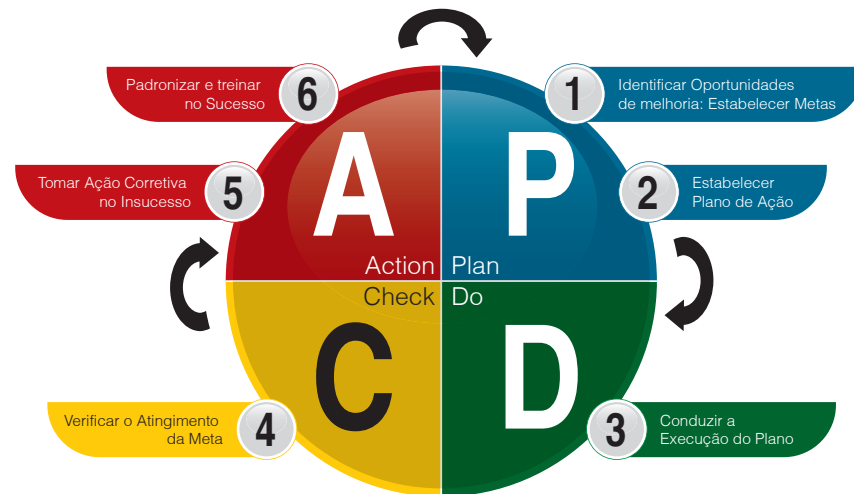 6
Padronizar e treinar
no Sucesso
1
Identificar Oportunidades
de melhoria: Estabelecer Metas
5
Tomar Ação Corretiva
no Insucesso
2
Estabelecer
Plano de Ação
A
P
Action
Plan
Check
Do
C
D
4
Verificar o Atingimento
da Meta
3
Conduzir a
Execução do Plano